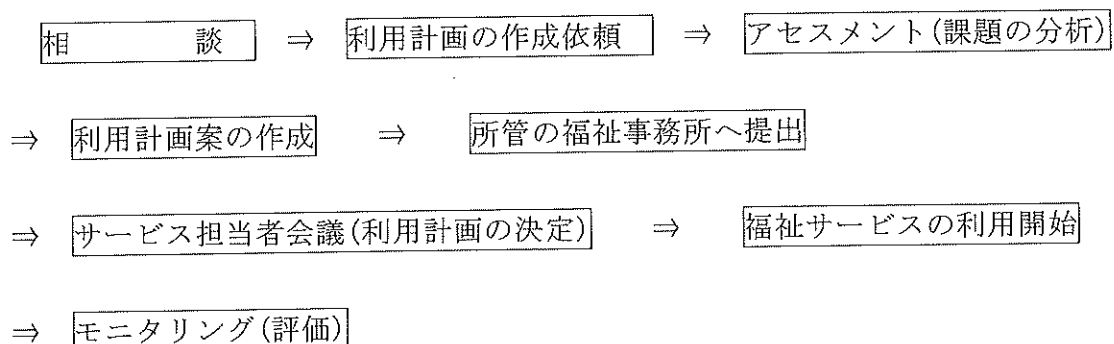 相　　　　談 ⇒ 利用計画の作成依頼 ⇒ アセスメント(課題の分析)
⇒ 利用計画案の作成 ⇒ 所管の福祉事務所へ提出
⇒ サービス担当者会議(利用計画の決定) ⇒ 福祉サービスの利用開始
⇒ モニタリング(評価)